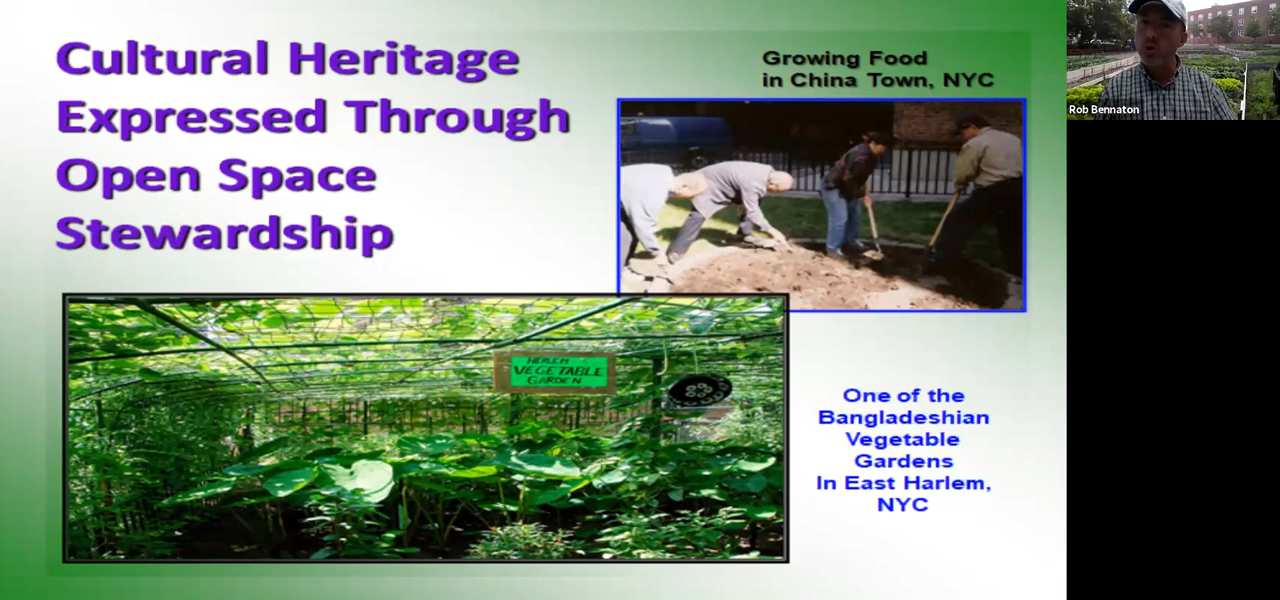 Cultural Heritage
Expressed Through
Open Space
Stewardship
Growing Food
in China Town, NYC
Rob Bennaton
HERLEM
VEGETABLE
GARDEN
One of the
Bangladeshian
Vegetable
Gardens
In East Harlem,
NYC